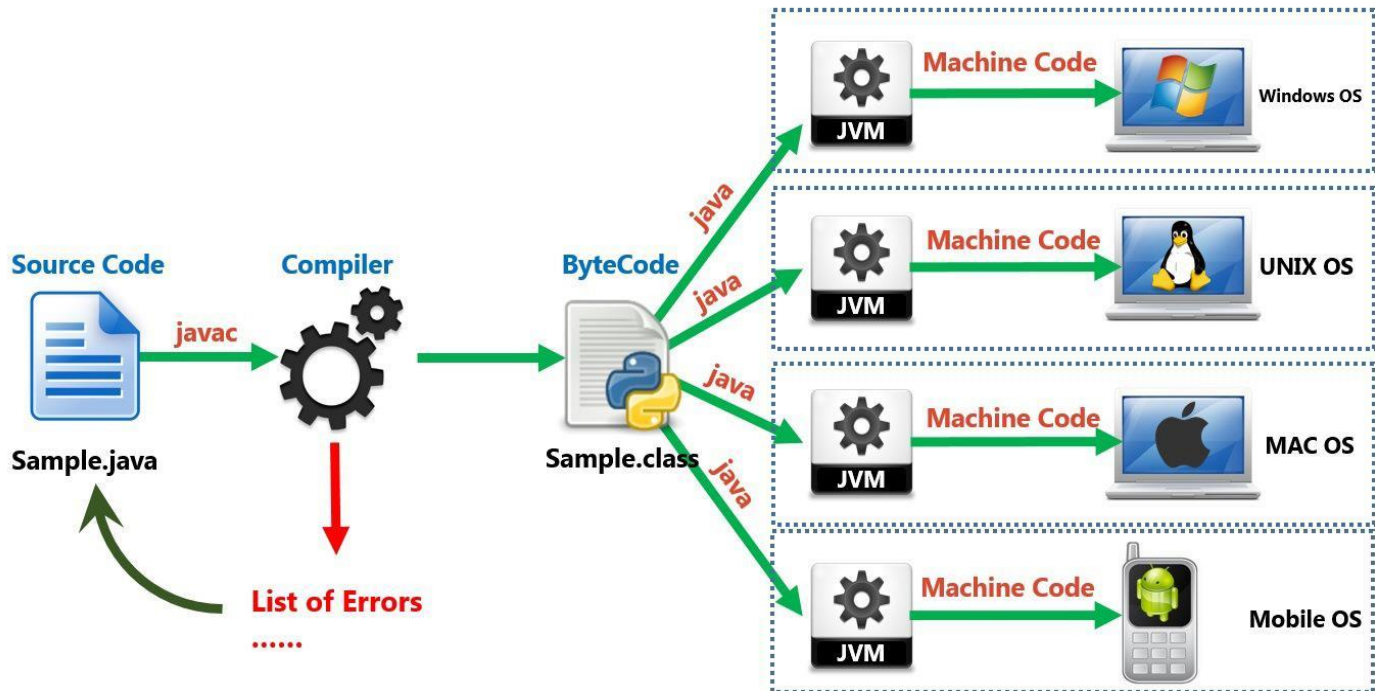 Source Code
javac
Sample.java
Compiler
List of Errors
......
ByteCode
Sample.class
java
JVM
Machine Code
Windows OS
java
JVM
Machine Code
UNIX OS
java
JVM
Machine Code
MAC OS
java
JVM
Machine Code
Mobile OS